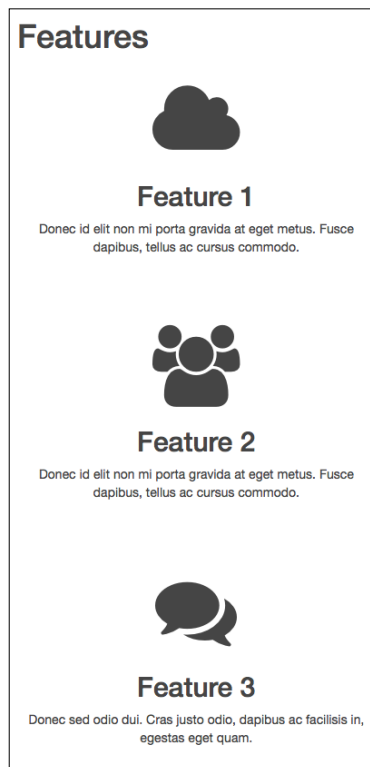 Features
Feature 1
Donec id elit non mi porta gravida at eget metus. Fusce
dapibus, tellus ac cursus commodo.
Feature 2
Donec id elit non mi porta gravida at eget metus. Fusce
dapibus, tellus ac cursus commodo.
Feature 3
Donec sed odio dui. Cras justo odio, dapibus ac facilisis in,
egestas eget quam.